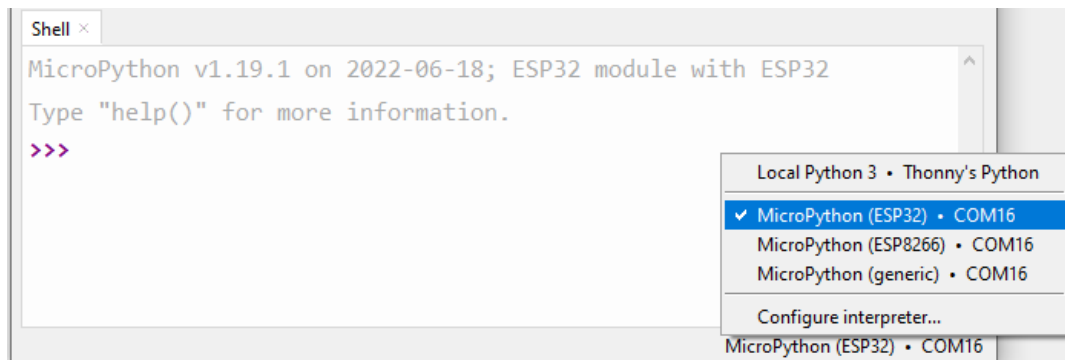 Shell ×
MicroPython v1.19.1 on 2022-06-18; ESP32 module with ESP32
Type "help()" for more information.
>>>
Local Python 3 • Thonny's Python
✓ MicroPython (ESP32) • COM16
MicroPython (ESP8266) • COM16
MicroPython (generic) • COM16
Configure interpreter...
MicroPython (ESP32) • COM16